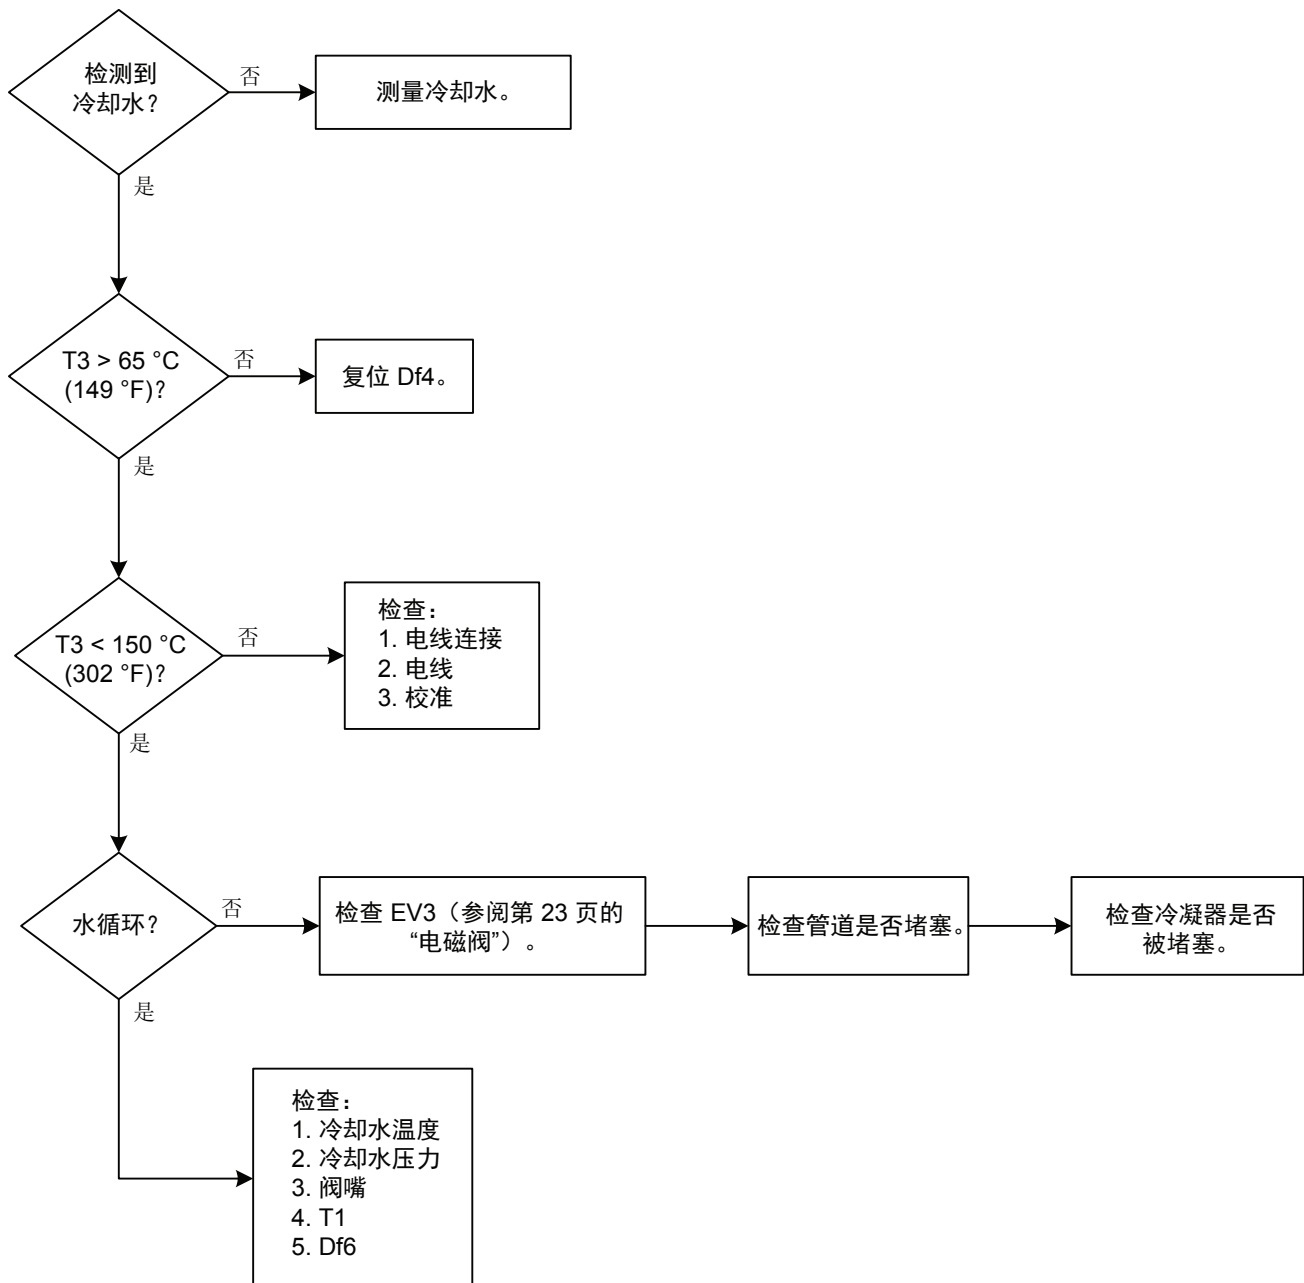 检测到
冷却水？
否
测量冷却水。
是
T3 > 65 °C
(149 °F)？
否
复位 Df4。
是
T3 < 150 °C
(302 °F)？
否
检查：
1. 电线连接
2. 电线
3. 校准
是
水循环？
否
检查 EV3（参阅第 23 页的
“电磁阀”）。
检查管道是否堵塞。
检查冷凝器是否
被堵塞。
是
检查：
1. 冷却水温度
2. 冷却水压力
3. 阀嘴
4. T1
5. Df6